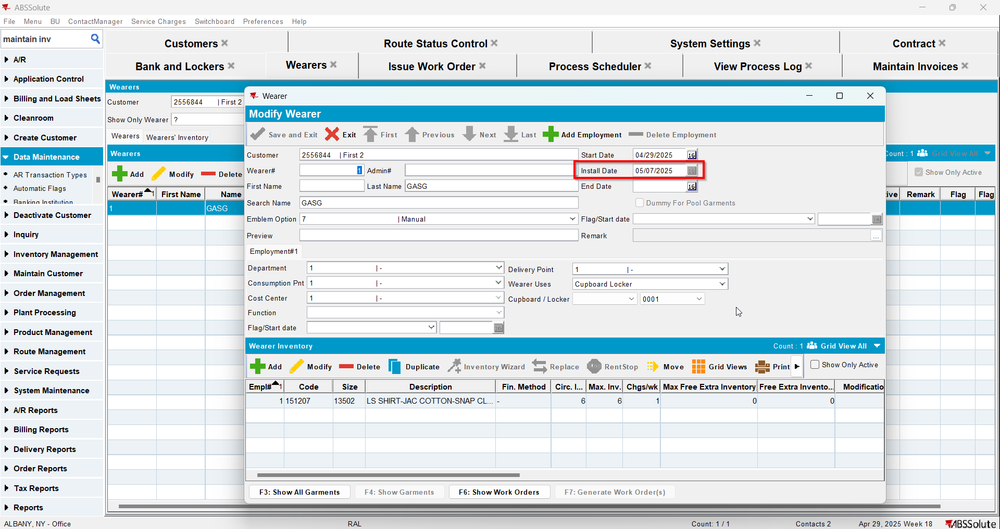 ABSSolute
File Menu BU ContactManager Service Charges Switchboard Preferences Help
maintain inv
Customers Route Status Control System Settings Contract
Bank and Lockers Wearers Issue Work Order Process Scheduler View Process Log Maintain Invoices
A/R
Application Control
Billing and Load Sheets
Cleanroom
Create Customer
Data Maintenance
AR Transaction Types
Automatic Flags
Banking Institution
Deactivate Customer
Inquiry
Inventory Management
Maintain Customer
Order Management
Plant Processing
Product Management
Route Management
Service Requests
System Maintenance
A/R Reports
Billing Reports
Delivery Reports
Order Reports
Tax Reports
Reports
Wearers
Customer 2556844 | First 2
Show Only Wearer ?
Wearers Wearers' Inventory
Wearers Count : 1 Grid View All
Add Modify Delete Show Only Active
Wearer# 1 First Name Name ive Remark Flag Flag
1 GASG
Wearer
Modify Wearer
Save and Exit Exit First Previous Next Last Add Employment Delete Employment
Customer 2556844 | First 2 Start Date 04/29/2025 16
Wearer# 1 Admin# Install Date 05/07/2025 16
First Name Last Name GASG End Date 16
Search Name GASG Dummy For Pool Garments
Emblem Option 7 | Manual Flag/Start date 16
Preview Remark ...
Employment#1
Department 1 | - Delivery Point 1 | -
Consumption Pnt 1 | - Wearer Uses Cupboard Locker
Cost Center 1 | - Cupboard / Locker 0001
Function
Flag/Start date 16
Wearer Inventory Count : 1 Grid View All
Add Modify Delete Duplicate Inventory Wizard Replace RentStop Move Grid Views Print Show Only Active
Empl# 1 Code Size Description Fin. Method Circ. I... Max. Inv. Chgs/wk Max Free Extra Inventory Free Extra Invento... Modificatio
1 151207 13502 LS SHIRT-JAC COTTON-SNAP CL... - 6 6 1 0 0
F3: Show All Garments F4: Show Garments F6: Show Work Orders F7: Generate Work Order(s)
ALBANY, NY - Office RAL Count: 1 / 1 Contacts 2 Apr 29, 2025 Week 18 ABSSolute